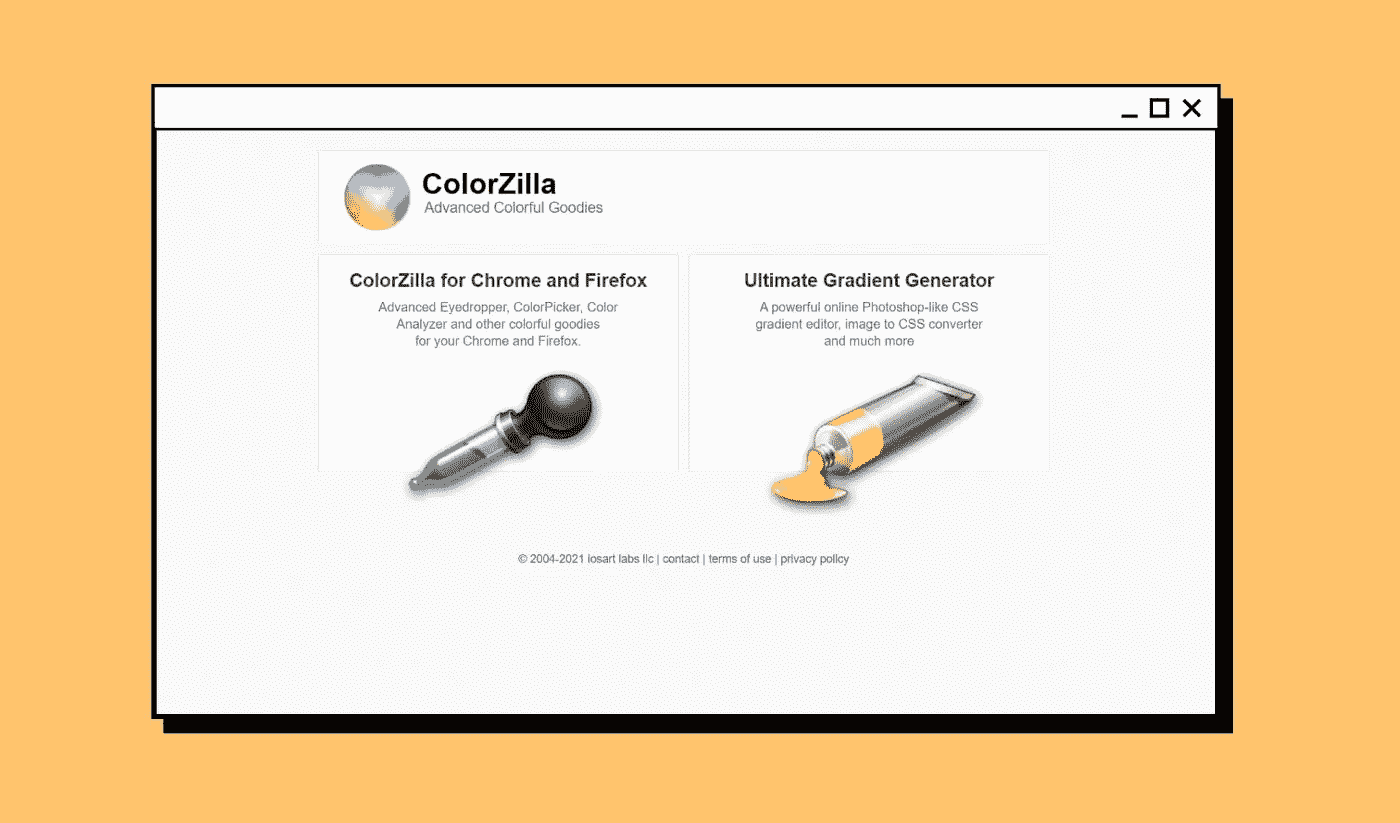 ColorZilla
Advanced Colorful Goodies
ColorZilla for Chrome and Firefox
Advanced Eyedropper, ColorPicker, Color
Analyzer and other colorful goodies
for your Chrome and Firefox.
Ultimate Gradient Generator
A powerful online Photoshop-like CSS
gradient editor, image to CSS converter
and much more
© 2004-2021 iosart labs llc | contact | terms of use | privacy policy